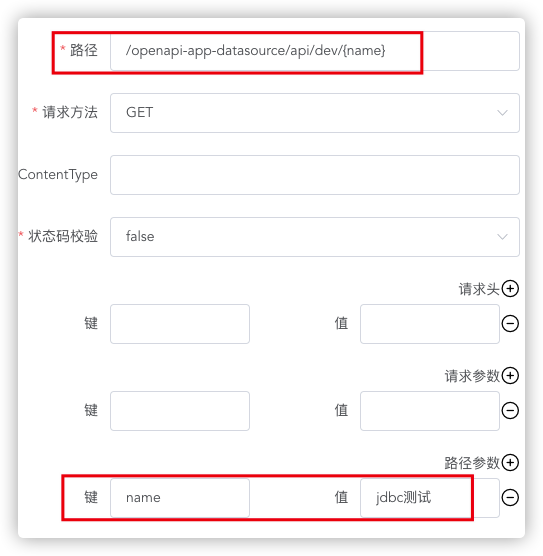 * 路径 /openapi-app-datasource/api/dev/{name}
* 请求方法 GET
ContentType
* 状态码校验 false
请求头
键 值
请求参数
键 值
路径参数
键 name 值 jdbc测试